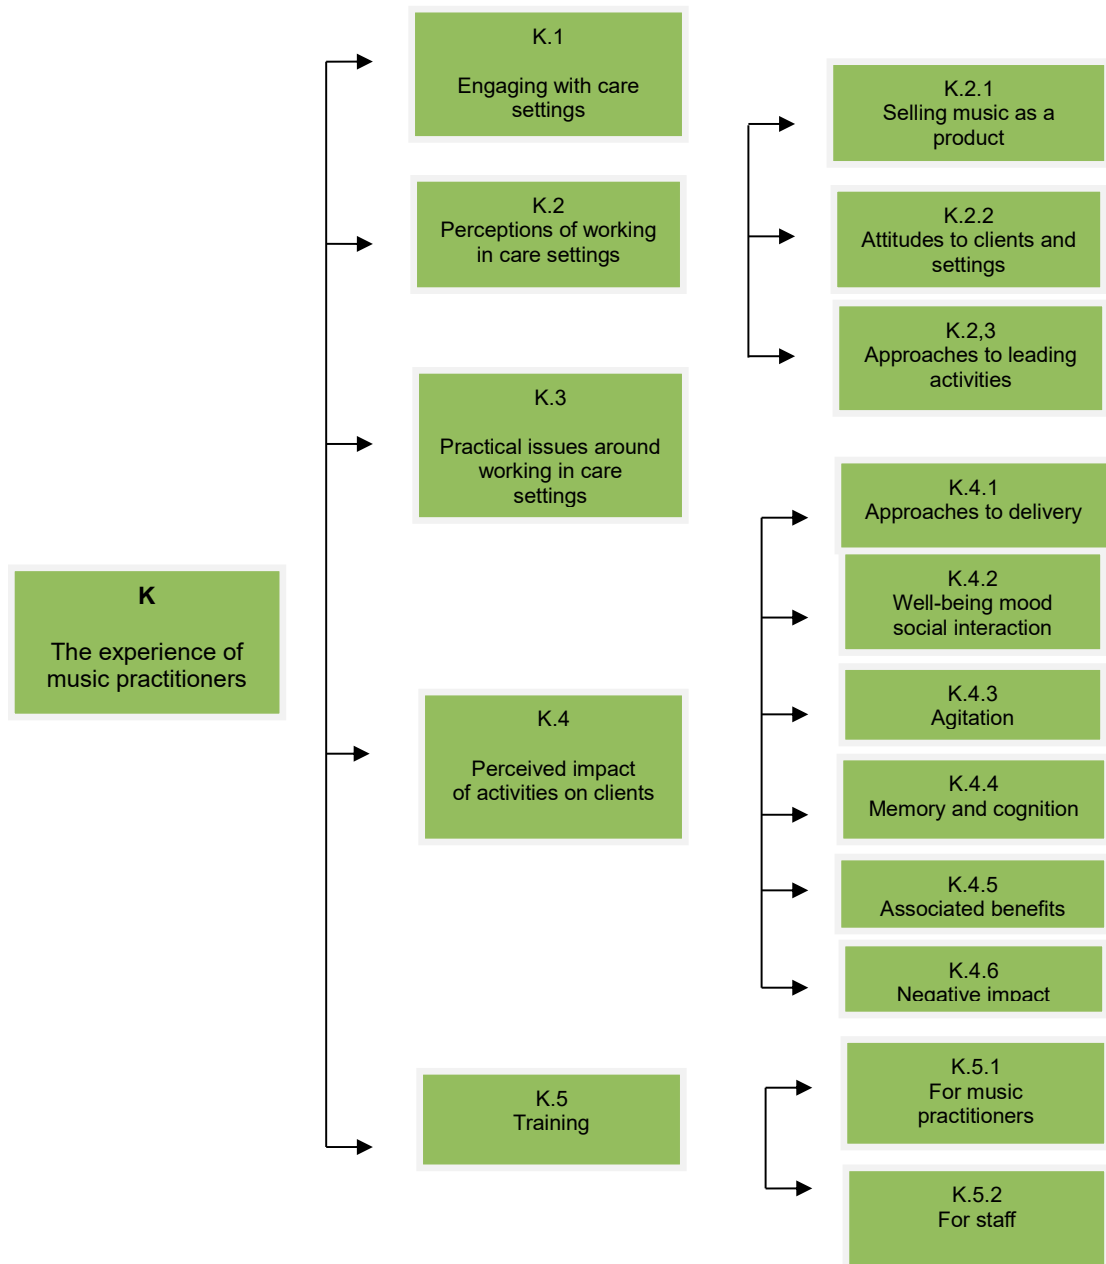 K
The experience of
music practitioners
K.1
Engaging with care
settings
K.2
Perceptions of working
in care settings
K.2.1
Selling music as a
product
K.2.2
Attitudes to clients and
settings
K.2,3
Approaches to leading
activities
K.3
Practical issues around
working in care
settings
K.4
Perceived impact
of activities on clients
K.4.1
Approaches to delivery
K.4.2
Well-being mood
social interaction
K.4.3
Agitation
K.4.4
Memory and cognition
K.4.5
Associated benefits
K.4.6
Negative impact
K.5
Training
K.5.1
For music
practitioners
K.5.2
For staff